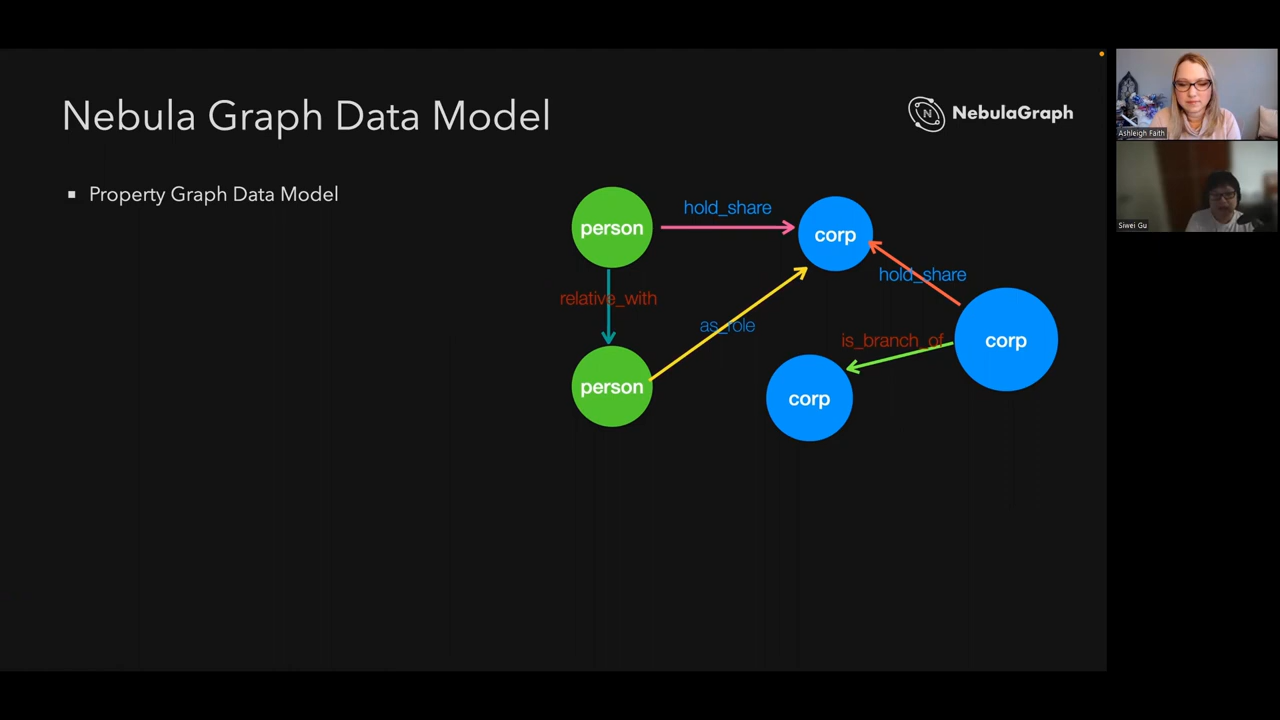 Nebula Graph Data Model
NebulaGraph
Property Graph Data Model
person
hold_share
corp
hold_share
relative_with
as_role
is_branch_of
corp
person
corp
Ashleigh Faith
Siwei Gu